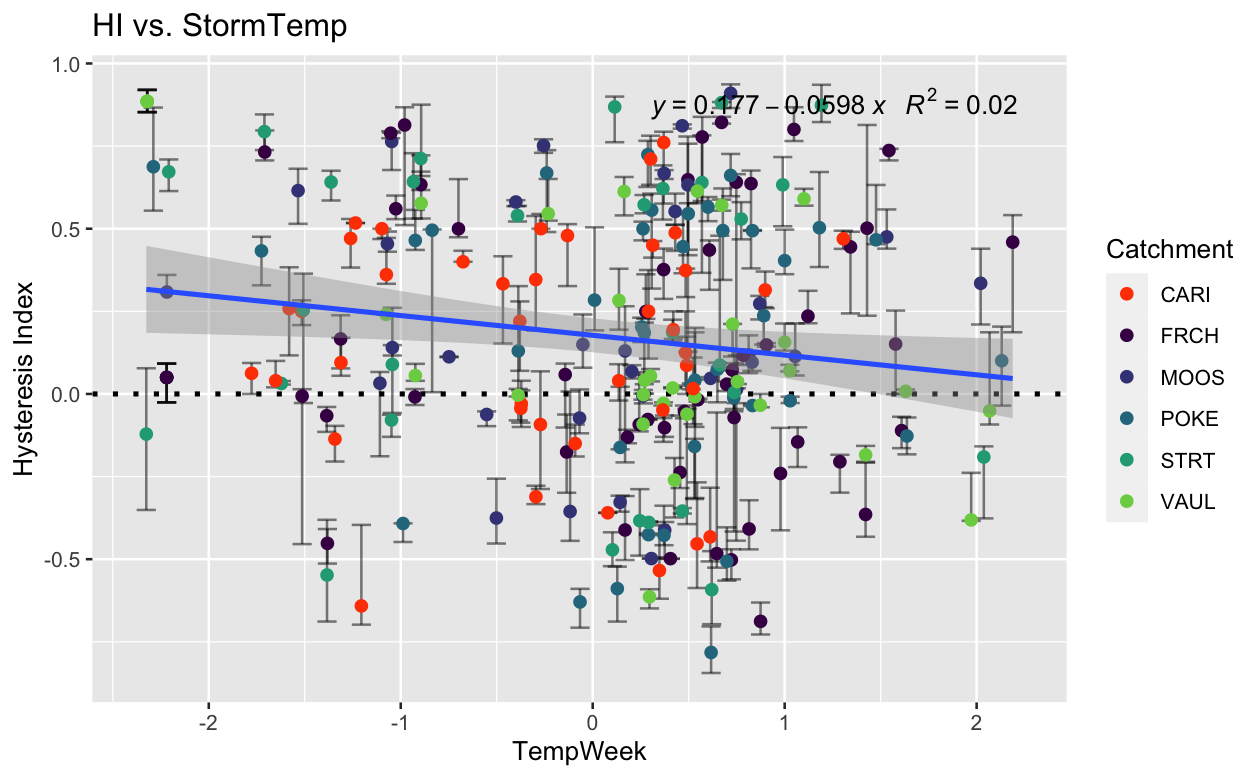 HI vs. StormTemp
y = 0.177 − 0.0598 x R² = 0.02
1.0
0.5
0.0
-0.5
Hysteresis Index
-2
-1
0
1
2
TempWeek
Catchment
CARI
FRCH
MOOS
POKE
STRT
VAUL